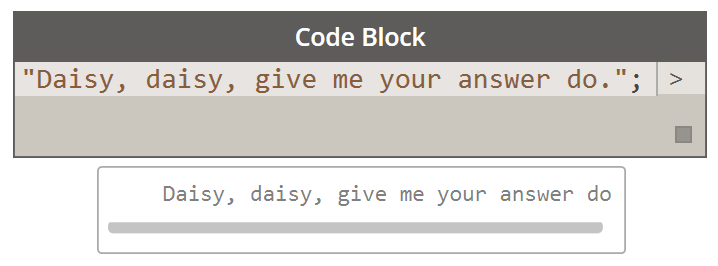 Code Block
"Daisy, daisy, give me your answer do."; >
Daisy, daisy, give me your answer do